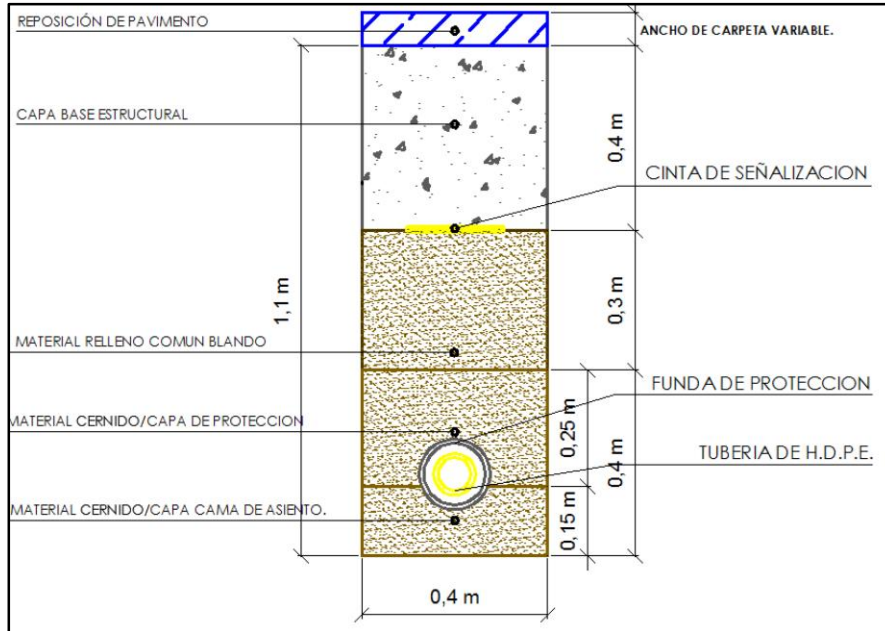 REPOSICIÓN DE PAVIMENTO
ANCHO DE CARPETA VARIABLE.
CAPA BASE ESTRUCTURAL
0,4 m
CINTA DE SEÑALIZACION
1,1 m
0,3 m
MATERIAL RELLENO COMUN BLANDO
FUNDA DE PROTECCION
0,25 m
MATERIAL CERNIDO/CAPA DE PROTECCION
TUBERIA DE H.D.P.E.
0,4 m
MATERIAL CERNIDO/CAPA CAMA DE ASIENTO.
0,15 m
0,4 m